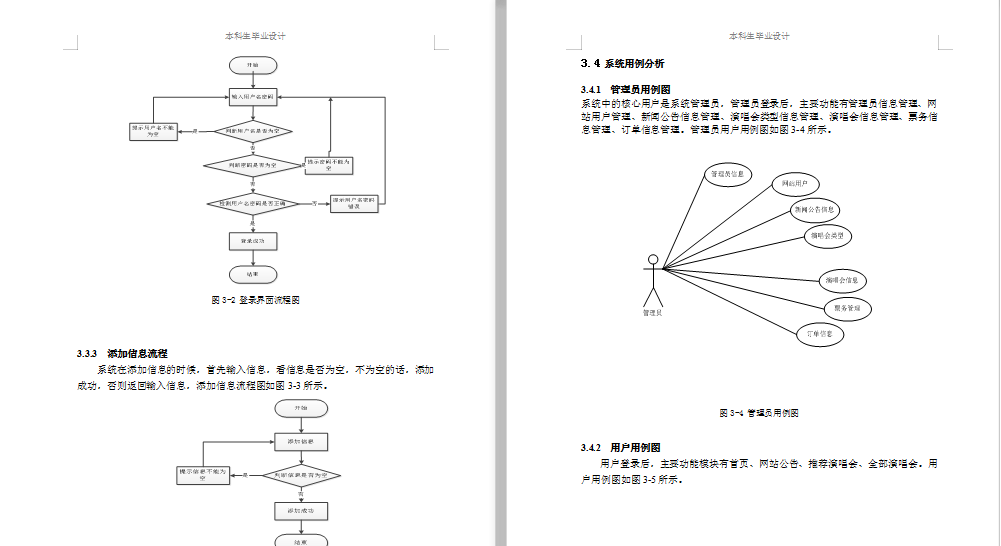 本科生毕业设计
开始
输入用户名密码
提示用户名不能
为空
是
判断用户名是否为空
否
判断密码是否为空
是
提示密码不能为
空
否
检测用户名密码是否正确
否
提示用户名密码
错误
是
登录成功
结束
图 3-2 登录界面流程图
3.3.3 添加信息流程
系统在添加信息的时候，首先输入信息，看信息是否为空，不为空的话，添加
成功，否则返回输入信息，添加信息流程图如图 3-3 所示。
开始
添加信息
提示信息不能为
空
是
判断信息是否为空
否
添加成功
结束
本科生毕业设计
3.4 系统用例分析
3.4.1 管理员用例图
系统中的核心用户是系统管理员，管理员登录后，主要功能有管理员信息管理、网
站用户管理、新闻公告信息管理、演唱会类型信息管理、演唱会信息管理、票务信
息管理、订单信息管理。管理员用户用例图如图 3-4 所示。
管理员信息
网站用户
新闻公告信息
演唱会类型
演唱会信息
票务管理
订单信息
管理员
图 3-4 管理员用例图
3.4.2 用户用例图
用户登录后，主要功能模块有首页、网站公告、推荐演唱会、全部演唱会。用
户用例图如图 3-5 所示。